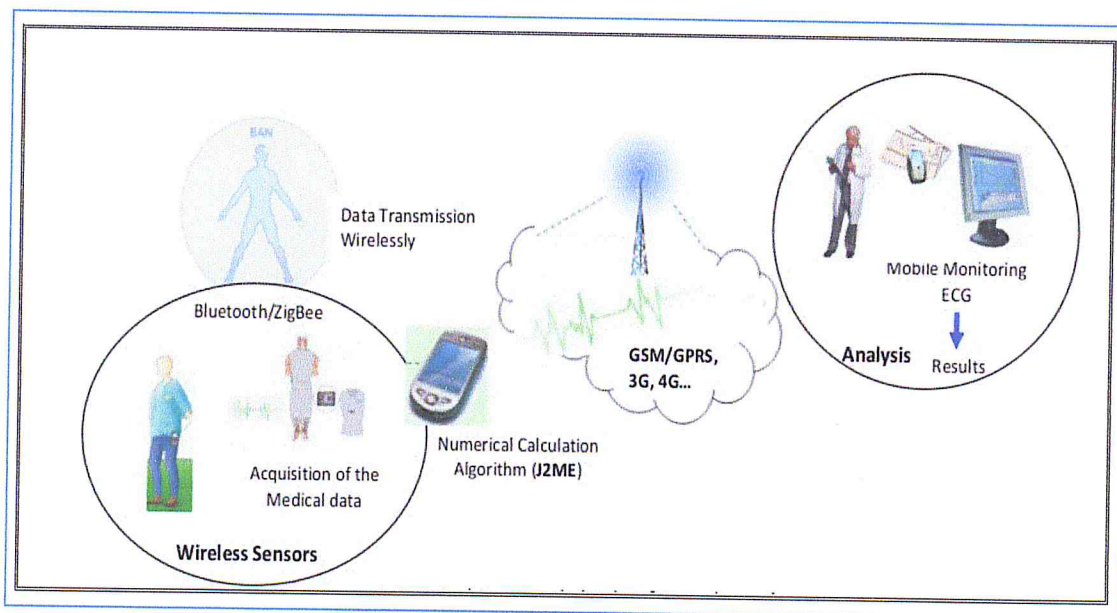 BAN
Data Transmission
Wirelessly
Bluetooth/ZigBee
Acquisition of the
Medical data
Wireless Sensors
Numerical Calculation
Algorithm (J2ME)
GSM/GPRS,
3G, 4G...
Mobile Monitoring
ECG
Analysis
Results